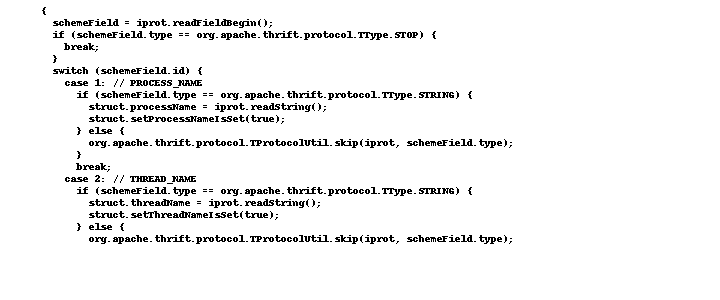 {
schemeField = iprot.readFieldBegin();
if (schemeField.type == org.apache.thrift.protocol.TType.STOP) {
break;
}
switch (schemeField.id) {
case 1: // PROCESS_NAME
if (schemeField.type == org.apache.thrift.protocol.TType.STRING) {
struct.processName = iprot.readString();
struct.setProcessNameIsSet(true);
} else {
org.apache.thrift.protocol.TProtocolUtil.skip(iprot, schemeField.type);
}
break;
case 2: // THREAD_NAME
if (schemeField.type == org.apache.thrift.protocol.TType.STRING) {
struct.threadName = iprot.readString();
struct.setThreadNameIsSet(true);
} else {
org.apache.thrift.protocol.TProtocolUtil.skip(iprot, schemeField.type);